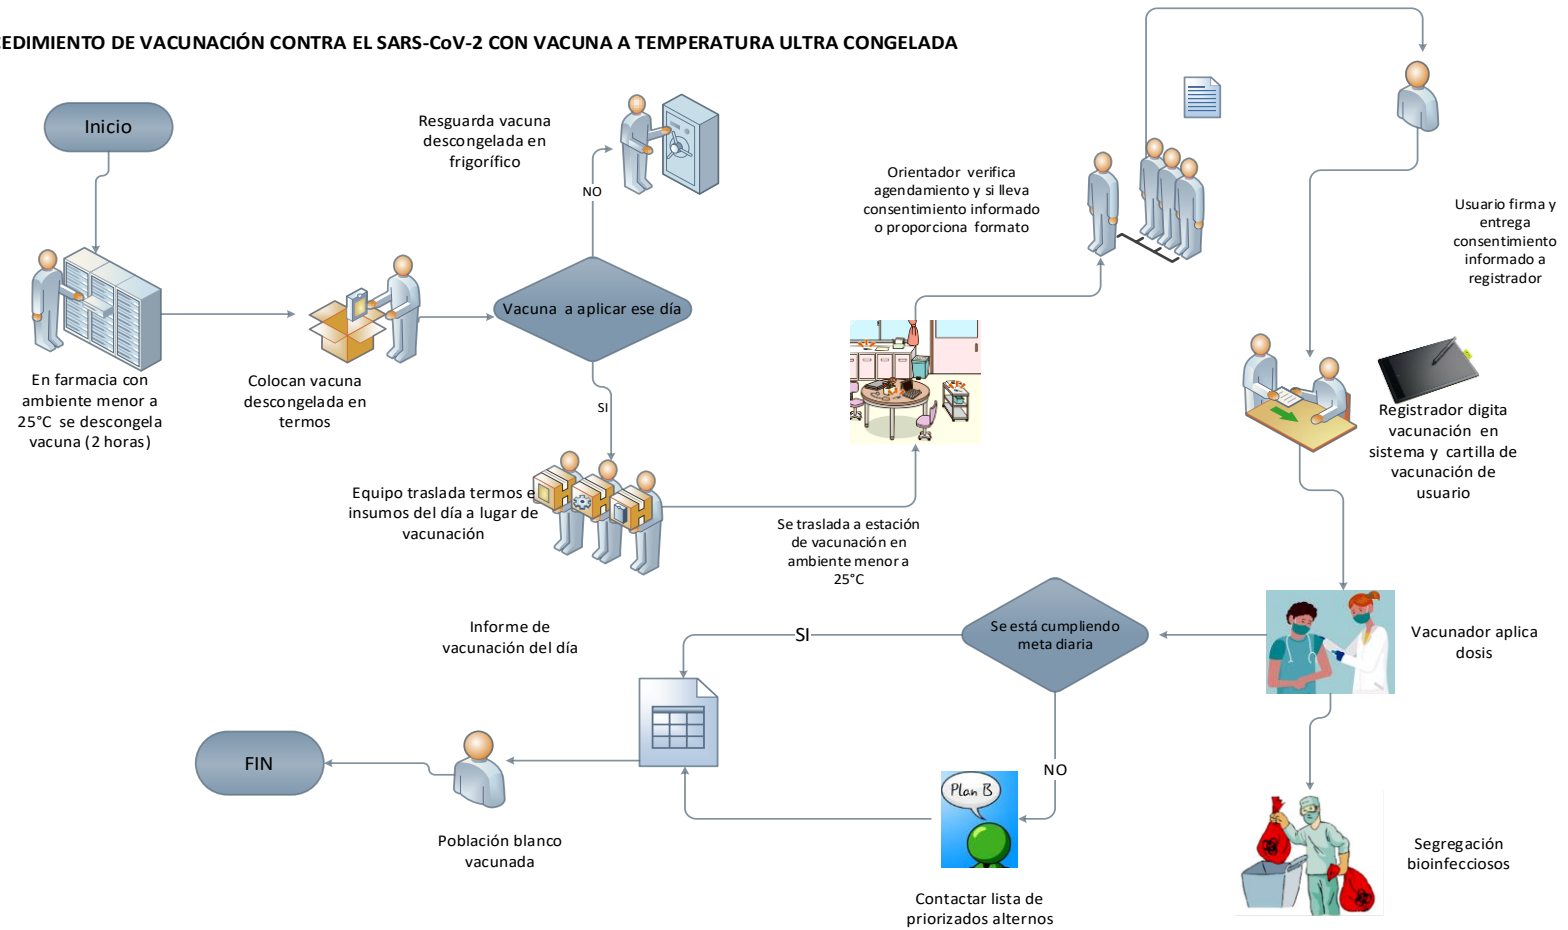 CEDIMIENTO DE VACUNACIÓN CONTRA EL SARS-CoV-2 CON VACUNA A TEMPERATURA ULTRA CONGELADA
Inicio
En farmacia con
ambiente menor a
25°C se descongela
vacuna (2 horas)
Colocan vacuna
descongelada en
termos
Vacuna a aplicar ese día
NO
Resguarda vacuna
descongelada en
frigorífico
SI
Equipo traslada termos e
insumos del día a lugar de
vacunación
Se traslada a estación
de vacunación en
ambiente menor a
25°C
Orientador verifica
agendamiento y si lleva
consentimiento informado
o proporciona formato
Usuario firma y
entrega
consentimiento
informado a
registrador
Registrador digita
vacunación en
sistema y cartilla de
vacunación de
usuario
Vacunador aplica
dosis
Segregación
bioinfecciosos
Se está cumpliendo
meta diaria
SI
NO
Plan B
Contactar lista de
priorizados alternos
Informe de
vacunación del día
Población blanco
vacunada
FIN